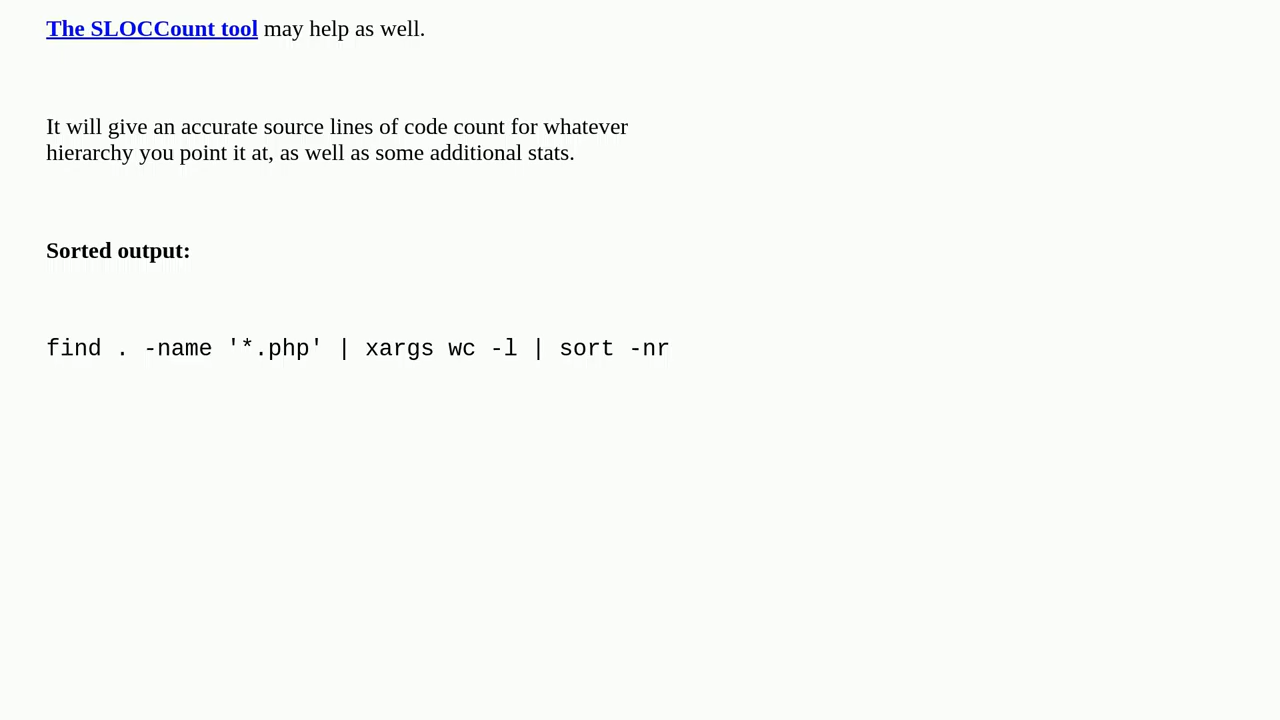 The SLOCCount tool may help as well.
It will give an accurate source lines of code count for whatever
hierarchy you point it at, as well as some additional stats.
Sorted output:
find . -name '*.php' | xargs wc -l | sort -nr